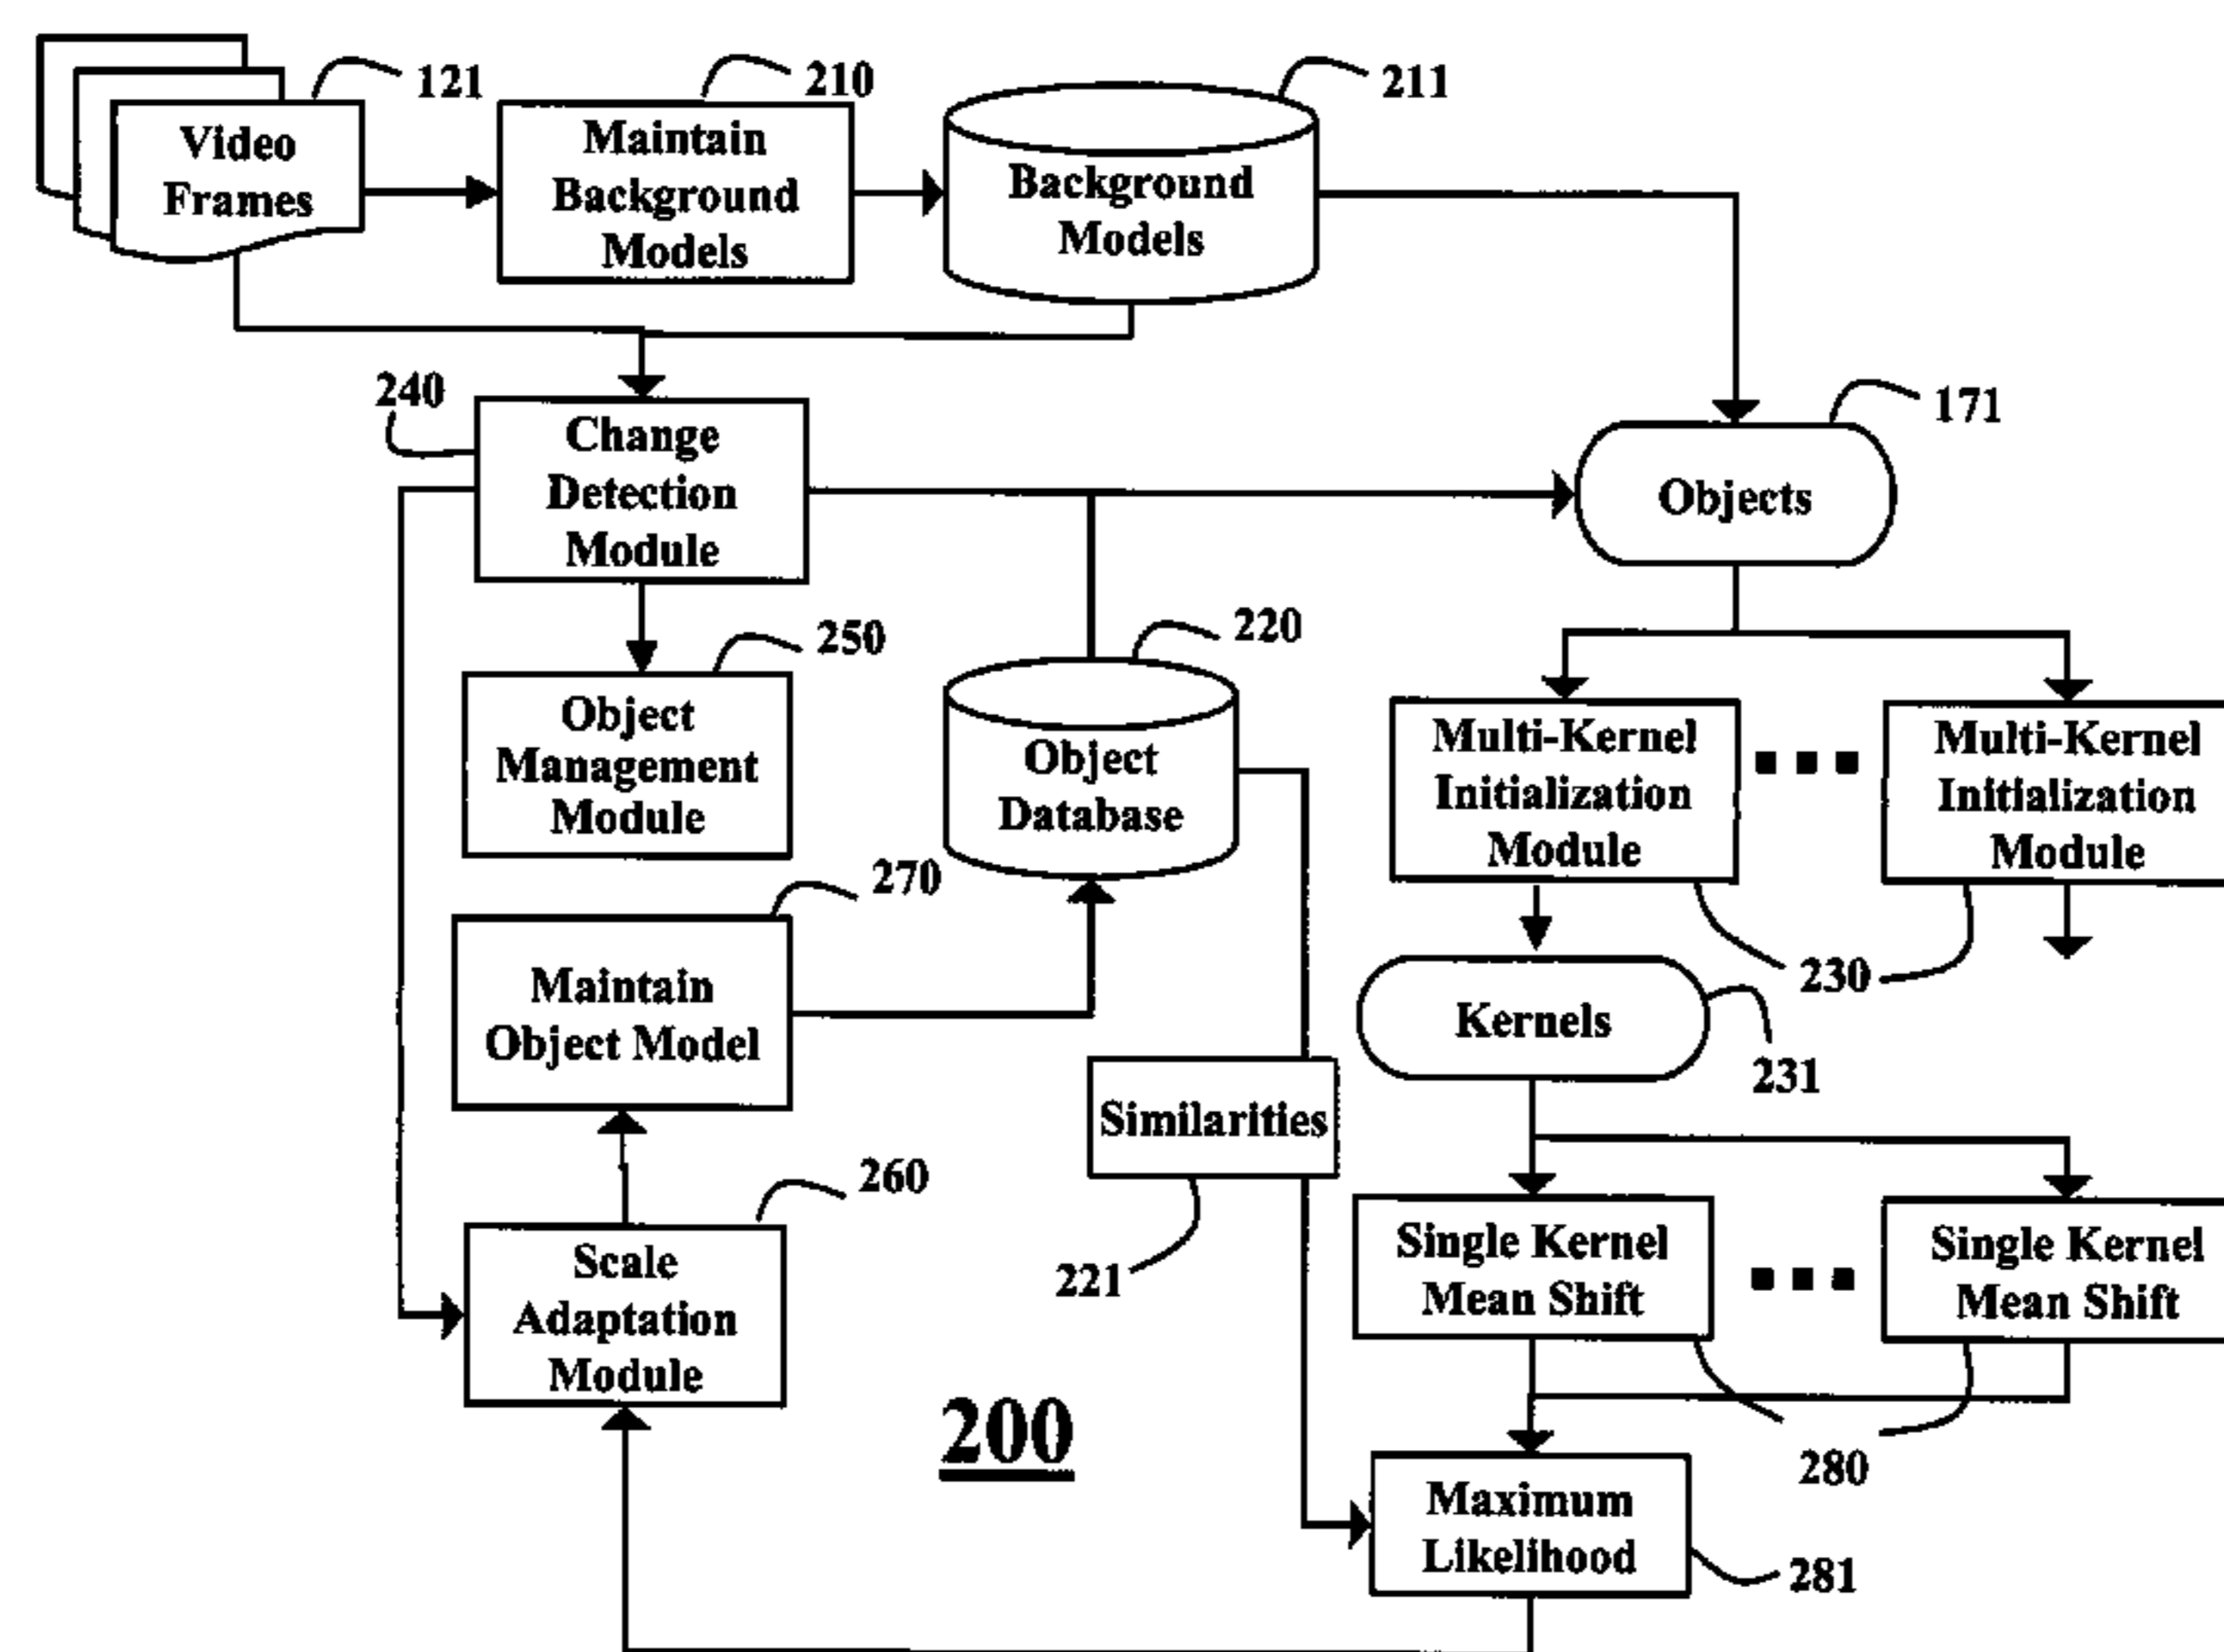 121
210
211
Video
Frames
Maintain
Background
Models
Background
Models
240
171
Change
Detection
Module
Objects
250
220
Object
Management
Module
Object
Database
Multi-Kernel
Initialization
Module
Multi-Kernel
Initialization
Module
270
230
Maintain
Object Model
Kernels
231
Similarities
260
221
Scale
Adaptation
Module
Single Kernel
Mean Shift
Single Kernel
Mean Shift
200
280
Maximum
Likelihood
281